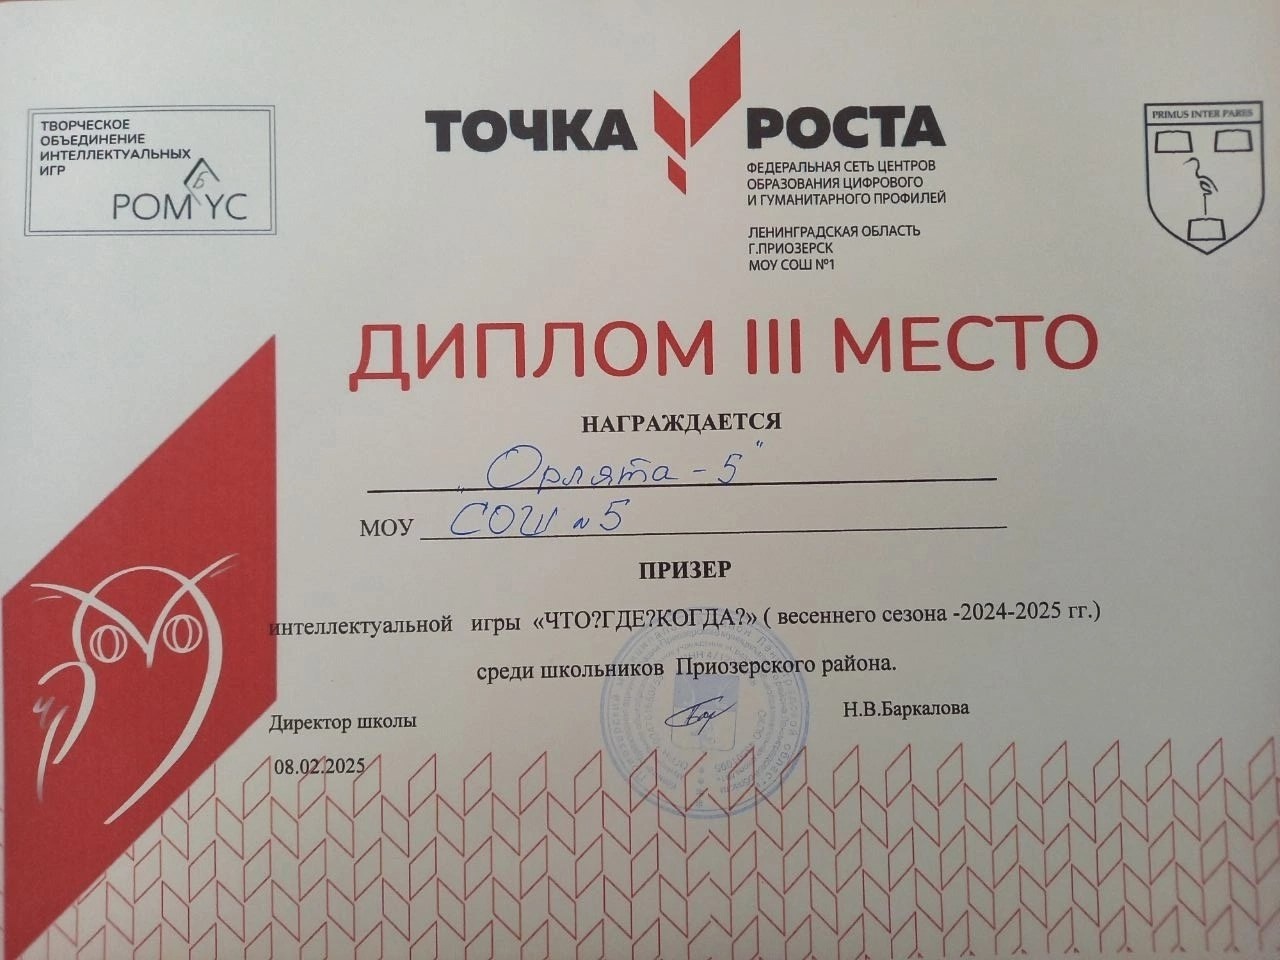 ТВОРЧЕСКОЕ
ОБЪЕДИНЕНИЕ
ИНТЕЛЛЕКТУАЛЬНЫХ
ИГР
РОМБУС
ТОЧКА РОСТА
ФЕДЕРАЛЬНАЯ СЕТЬ ЦЕНТРОВ
ОБРАЗОВАНИЯ ЦИФРОВОГО
И ГУМАНИТАРНОГО ПРОФИЛЕЙ
ЛЕНИНГРАДСКАЯ ОБЛАСТЬ
Г.ПРИОЗЕРСК
МОУ СОШ №1
PRIMUS INTER PARES
ДИПЛОМ III МЕСТО
НАГРАЖДАЕТСЯ
„Орлята - 5"
МОУ СОШ №5
ПРИЗЕР
интеллектуальной игры «ЧТО?ГДЕ?КОГДА?» ( весеннего сезона -2024-2025 гг.)
среди школьников Приозерского района.
Директор школы Н.В.Баркалова
08.02.2025